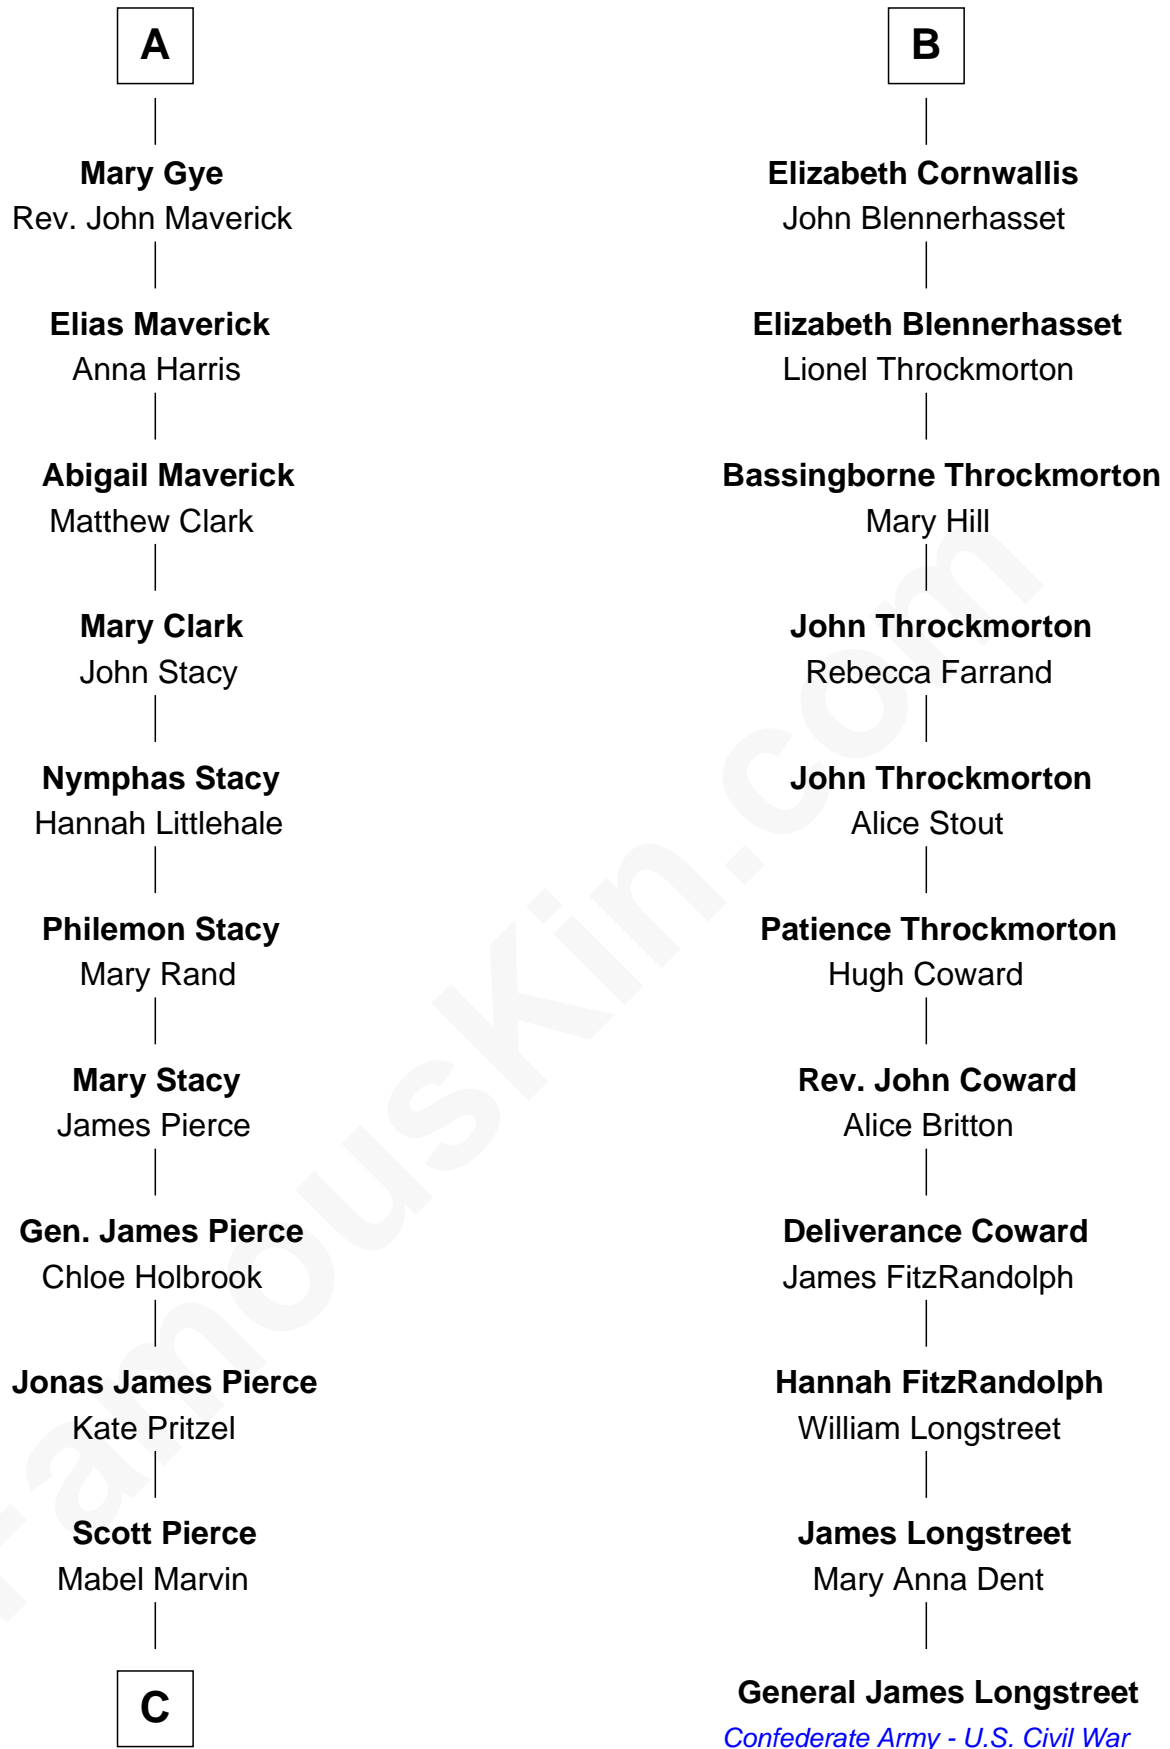 A
Mary Gye
Rev. John Maverick
Elias Maverick
Anna Harris
Abigail Maverick
Matthew Clark
Mary Clark
John Stacy
Nymphas Stacy
Hannah Littlehale
Philemon Stacy
Mary Rand
Mary Stacy
James Pierce
Gen. James Pierce
Chloe Holbrook
Jonas James Pierce
Kate Pritzel
Scott Pierce
Mabel Marvin
C
B
Elizabeth Cornwallis
John Blennerhasset
Elizabeth Blennerhasset
Lionel Throckmorton
Bassingborne Throckmorton
Mary Hill
John Throckmorton
Rebecca Farrand
John Throckmorton
Alice Stout
Patience Throckmorton
Hugh Coward
Rev. John Coward
Alice Britton
Deliverance Coward
James FitzRandolph
Hannah FitzRandolph
William Longstreet
James Longstreet
Mary Anna Dent
General James Longstreet
Confederate Army - U.S. Civil War
FamousKin.com